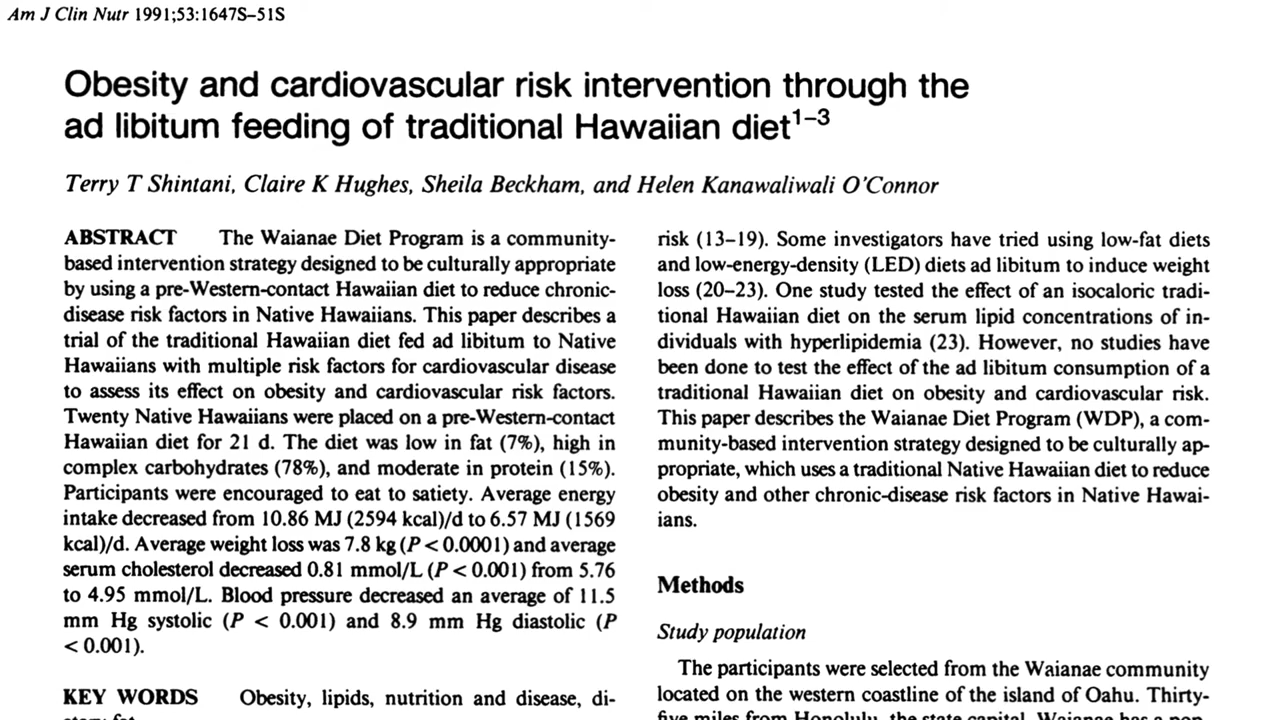 Am J Clin Nutr 1991;53:1647S–51S
Obesity and cardiovascular risk intervention through the
ad libitum feeding of traditional Hawaiian diet1–3
Terry T Shintani, Claire K Hughes, Sheila Beckham, and Helen Kanawaliwali O'Connor
ABSTRACT The Waianae Diet Program is a community-
based intervention strategy designed to be culturally appropriate
by using a pre-Western-contact Hawaiian diet to reduce chronic-
disease risk factors in Native Hawaiians. This paper describes a
trial of the traditional Hawaiian diet fed ad libitum to Native
Hawaiians with multiple risk factors for cardiovascular disease
to assess its effect on obesity and cardiovascular risk factors.
Twenty Native Hawaiians were placed on a pre-Western-contact
Hawaiian diet for 21 d. The diet was low in fat (7%), high in
complex carbohydrates (78%), and moderate in protein (15%).
Participants were encouraged to eat to satiety. Average energy
intake decreased from 10.86 MJ (2594 kcal)/d to 6.57 MJ (1569
kcal)/d. Average weight loss was 7.8 kg (P < 0.0001) and average
serum cholesterol decreased 0.81 mmol/L (P < 0.001) from 5.76
to 4.95 mmol/L. Blood pressure decreased an average of 11.5
mm Hg systolic (P < 0.001) and 8.9 mm Hg diastolic (P
< 0.001).
KEY WORDS Obesity, lipids, nutrition and disease, di-
etary fat
risk (13–19). Some investigators have tried using low-fat diets
and low-energy-density (LED) diets ad libitum to induce weight
loss (20–23). One study tested the effect of an isocaloric tradi-
tional Hawaiian diet on the serum lipid concentrations of in-
dividuals with hyperlipidemia (23). However, no studies have
been done to test the effect of the ad libitum consumption of a
traditional Hawaiian diet on obesity and cardiovascular risk.
This paper describes the Waianae Diet Program (WDP), a com-
munity-based intervention strategy designed to be culturally ap-
propriate, which uses a traditional Native Hawaiian diet to reduce
obesity and other chronic-disease risk factors in Native Hawai-
ians.
Methods
Study population
The participants were selected from the Waianae community
located on the western coastline of the island of Oahu. Thirty-
five miles from Honolulu, the state capital, Waianae has a pop-